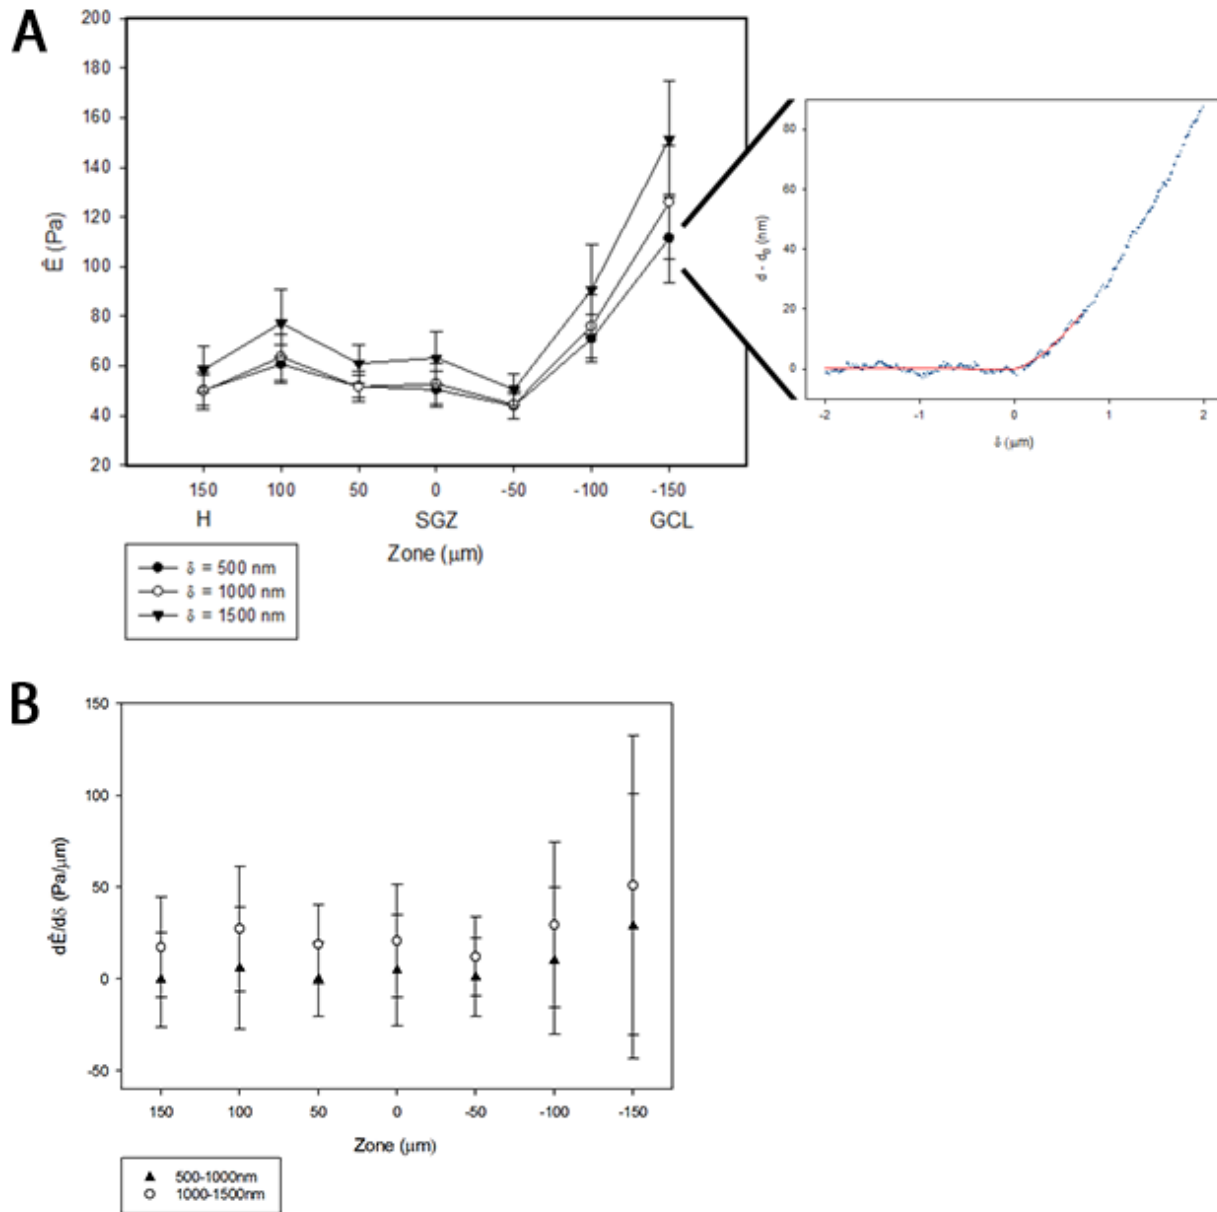 A
200
180
160
140
120
100
80
60
40
20
Ê (Pa)
150 100 50 0 -50 -100 -150
H SGZ GCL
Zone (μm)
δ = 500 nm
δ = 1000 nm
δ = 1500 nm
80
60
40
20
0
d - d₀ (nm)
-2 -1 0 1 2
δ (μm)
B
150
100
50
0
-50
dÊ/dδ (Pa/μm)
150 100 50 0 -50 -100 -150
Zone (μm)
500-1000nm
1000-1500nm